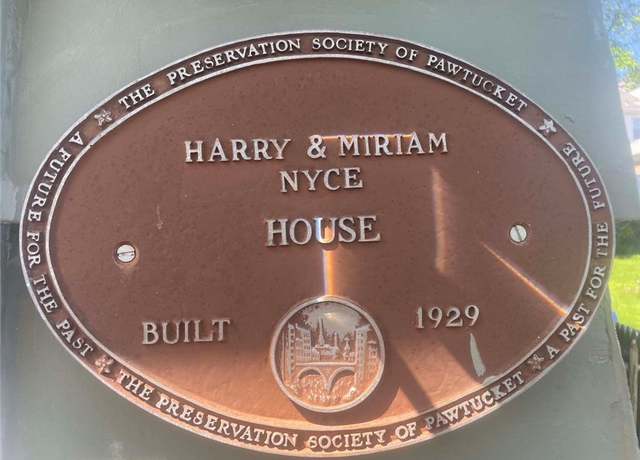 THE PRESERVATION SOCIETY OF PAWTUCKET
A PAST FOR THE FUTURE
THE PRESERVATION SOCIETY OF PAWTUCKET
A FUTURE FOR THE PAST
HARRY & MIRIAM
NYCE
HOUSE
BUILT 1929